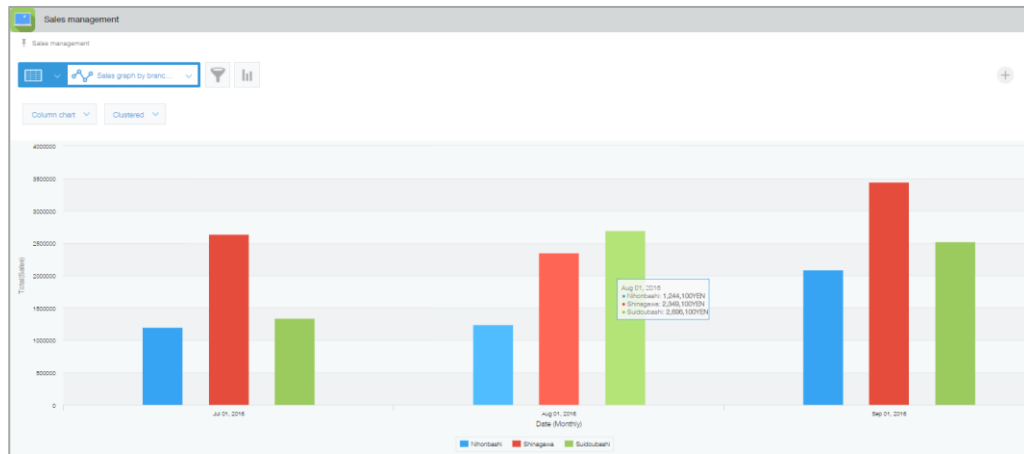 Sales management
Sales management
Sales graph by branc...
Column chart
Clustered
4000000
3500000
3000000
2500000
2000000
1500000
1000000
500000
0
Total(Sales)
Aug 01, 2016
Nihonbashi: 1,244,100YEN
Shinagawa: 2,349,100YEN
Suidoubashi: 2,696,100YEN
Jul 01, 2016
Aug 01, 2016
Sep 01, 2016
Date (Monthly)
Nihonbashi
Shinagawa
Suidoubashi